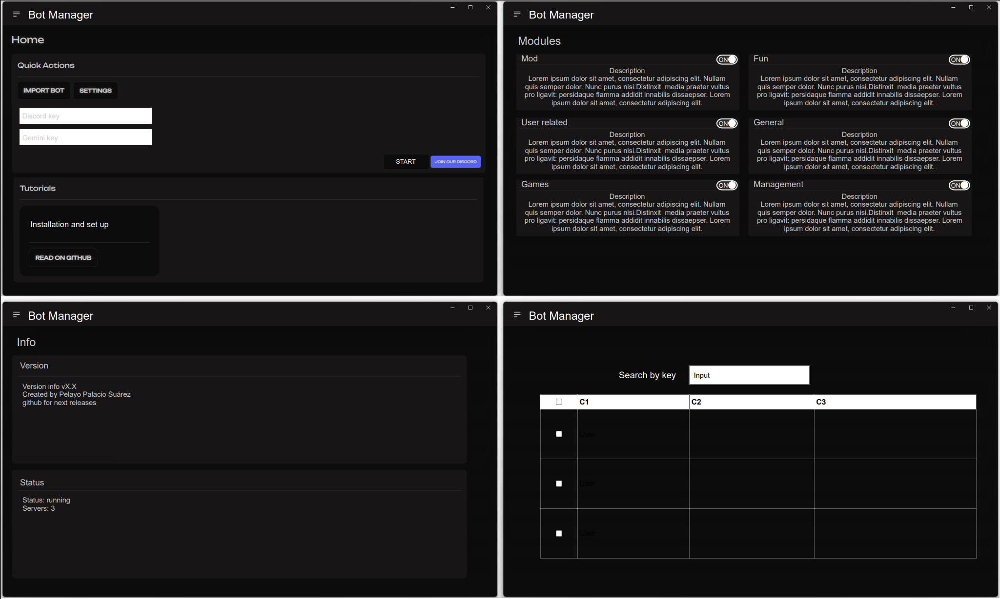 Bot Manager
Home
Quick Actions
IMPORT BOT SETTINGS
Discord key
Gemini key
START JOIN OUR DISCORD
Tutorials
Installation and set up
READ ON GITHUB
Bot Manager
Modules
Mod ON
Description
Lorem ipsum dolor sit amet, consectetur adipiscing elit. Nullam
quis semper dolor. Nunc purus nisi.Distinxit media praeter vultus
pro ligavit: persidaque flamma addidit innabilis dissaepser. Lorem
ipsum dolor sit amet, consectetur adipiscing elit.
Fun ON
Description
Lorem ipsum dolor sit amet, consectetur adipiscing elit. Nullam
quis semper dolor. Nunc purus nisi.Distinxit media praeter vultus
pro ligavit: persidaque flamma addidit innabilis dissaepser. Lorem
ipsum dolor sit amet, consectetur adipiscing elit.
User related ON
Description
Lorem ipsum dolor sit amet, consectetur adipiscing elit. Nullam
quis semper dolor. Nunc purus nisi.Distinxit media praeter vultus
pro ligavit: persidaque flamma addidit innabilis dissaepser. Lorem
ipsum dolor sit amet, consectetur adipiscing elit.
General ON
Description
Lorem ipsum dolor sit amet, consectetur adipiscing elit. Nullam
quis semper dolor. Nunc purus nisi.Distinxit media praeter vultus
pro ligavit: persidaque flamma addidit innabilis dissaepser. Lorem
ipsum dolor sit amet, consectetur adipiscing elit.
Games ON
Description
Lorem ipsum dolor sit amet, consectetur adipiscing elit. Nullam
quis semper dolor. Nunc purus nisi.Distinxit media praeter vultus
pro ligavit: persidaque flamma addidit innabilis dissaepser. Lorem
ipsum dolor sit amet, consectetur adipiscing elit.
Management ON
Description
Lorem ipsum dolor sit amet, consectetur adipiscing elit. Nullam
quis semper dolor. Nunc purus nisi.Distinxit media praeter vultus
pro ligavit: persidaque flamma addidit innabilis dissaepser. Lorem
ipsum dolor sit amet, consectetur adipiscing elit.
Bot Manager
Info
Version
Version info vX.X
Created by Pelayo Palacio Suárez
github for next releases
Status
Status: running
Servers: 3
Bot Manager
Search by key Input
C1 C2 C3
User
User
User